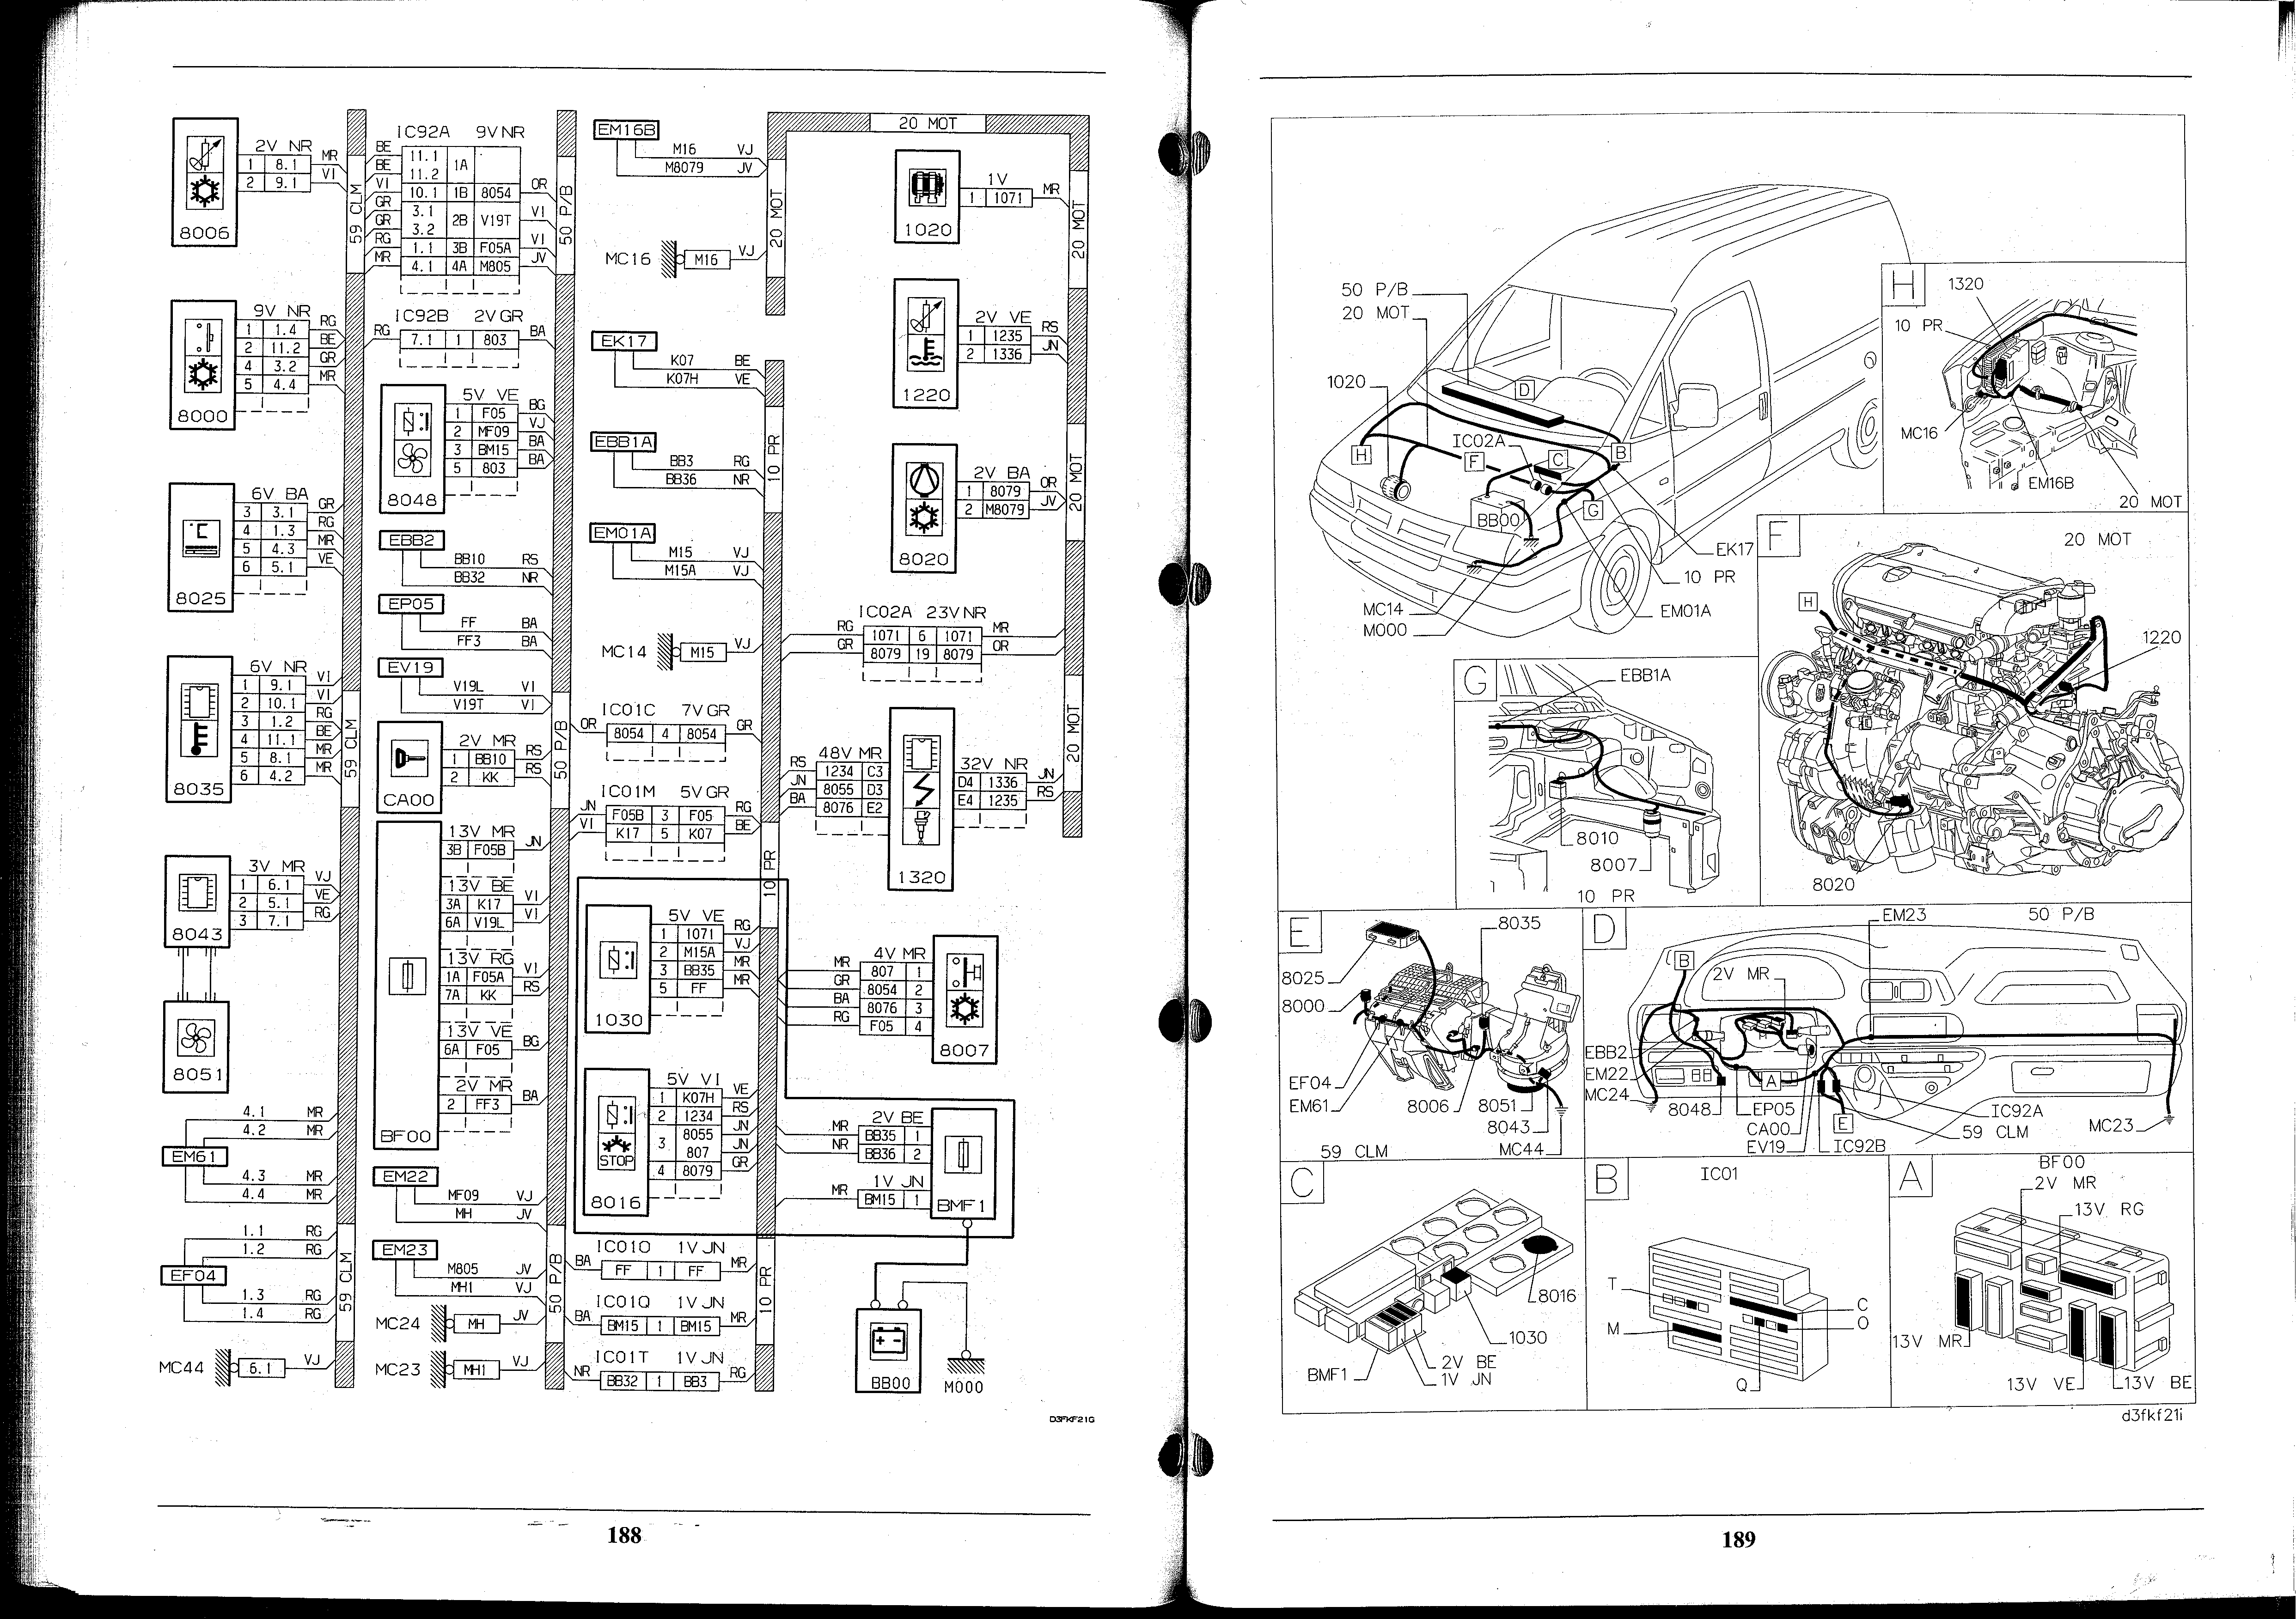 8006
2V NR
1 8.1 MR
2 9.1 VI
8000
9V NR
1 1.4 RG
2 11.2 BE
4 3.2 GR
5 4.4 MR
8025
6V BA
3 3.1 GR
4 1.3 RG
5 4.3 MR
6 5.1 VE
8035
6V NR
1 9.1 VI
2 10.1 VI
3 1.2 RG
4 11.1 BE
5 8.1 MR
6 4.2 MR
8043
3V MR
1 6.1 VJ
2 5.1 VE
3 7.1 RG
8051
EM61
4.1 MR
4.2 MR
4.3 MR
4.4 MR
EF04
1.1 RG
1.2 RG
1.3 RG
1.4 RG
MC44 6.1 VJ
59 CLM
59 CLM
59 CLM
IC92A 9V NR
BE 11.1 1A
BE 11.2
VI 10.1 1B 8054 OR
GR 3.1 2B V19T VI
GR 3.2
RG 1.1 3B F05A VI
MR 4.1 4A M805 JV
IC92B 2V GR
RG 7.1 1 803 BA
8048
5V VE
1 F05 BG
2 MF09 VJ
3 BM15 BA
5 803 BA
EBB2
BB10 RS
BB32 NR
EP05
FF BA
FF3 BA
EV19
V19L VI
V19T VI
CA00
2V MR
1 BB10 RS
2 KK RS
BF00
13V MR
3B F05B JN
13V BE
3A K17 VI
6A V19L VI
13V RG
1A F05A VI
7A KK RS
13V VE
6A F05 BG
2V MR
2 FF3 BA
EM22
MF09 VJ
MH JV
EM23
M805 JV
MH1 VJ
MC24 MH JV
MC23 MH1 VJ
50 P/B
50 P/B
50 P/B
EM16B
M16 VJ
M8079 JV
MC16 M16 VJ
EK17
K07 BE
K07H VE
EBB1A
BB3 RG
BB36 NR
EM01A
M15 VJ
M15A VJ
MC14 M15 VJ
IC01C 7V GR
OR 8054 4 8054 GR
IC01M 5V GR
JN F05B 3 F05 RG
VI K17 5 K07 BE
1030
5V VE
1 1071 RG
2 M15A VJ
3 BB35 MR
5 FF MR
8016
STOP
5V VI
1 K07H VE
2 1234 RS
3 8055 JN
807 JN
4 8079 GR
IC01O 1V JN
BA FF 1 FF MR
IC01Q 1V JN
BA BM15 1 BM15 MR
IC01T 1V JN
NR BB32 1 BB3 RG
20 MOT
10 PR
10 PR
10 PR
20 MOT
20 MOT
20 MOT
20 MOT
1020
1V
1 1071 MR
1220
2V VE
1 1235 RS
2 1336 JN
8020
2V BA
1 8079 OR
2 M8079 JV
IC02A 23V NR
RG 1071 6 1071 MR
GR 8079 19 8079 OR
48V MR
RS 1234 C3
JN 8055 D3
BA 8076 E2
1320
32V NR
D4 1336 JN
E4 1235 RS
4V MR
MR 807 1
GR 8054 2
BA 8076 3
RG F05 4
8007
2V BE
MR BB35 1
NR BB36 2
1V JN
MR BM15 1
BMF1
BB00
M000
D3FKF21G
188
50 P/B
20 MOT
1020
D
IC02A
H
F
C
B
G
BB00
EK17
10 PR
EM01A
MC14
M000
H
1320
10 PR
MC16
EM16B
20 MOT
F
20 MOT
H
1220
8020
G
EBB1A
8010
8007
10 PR
E
8035
8025
8000
EF04
EM61
8006
8051
8043
59 CLM
MC44
D
EM23
50 P/B
B
2V MR
EBB2
EM22
MC24
A
8048
EP05
CA00
EV19
E
IC92A
59 CLM
IC92B
MC23
C
8016
1030
BMF1
2V BE
1V JN
B
IC01
T
C
O
M
Q
A
BF00
2V MR
13V RG
13V MR
13V VE
13V BE
d3fkf21i
189